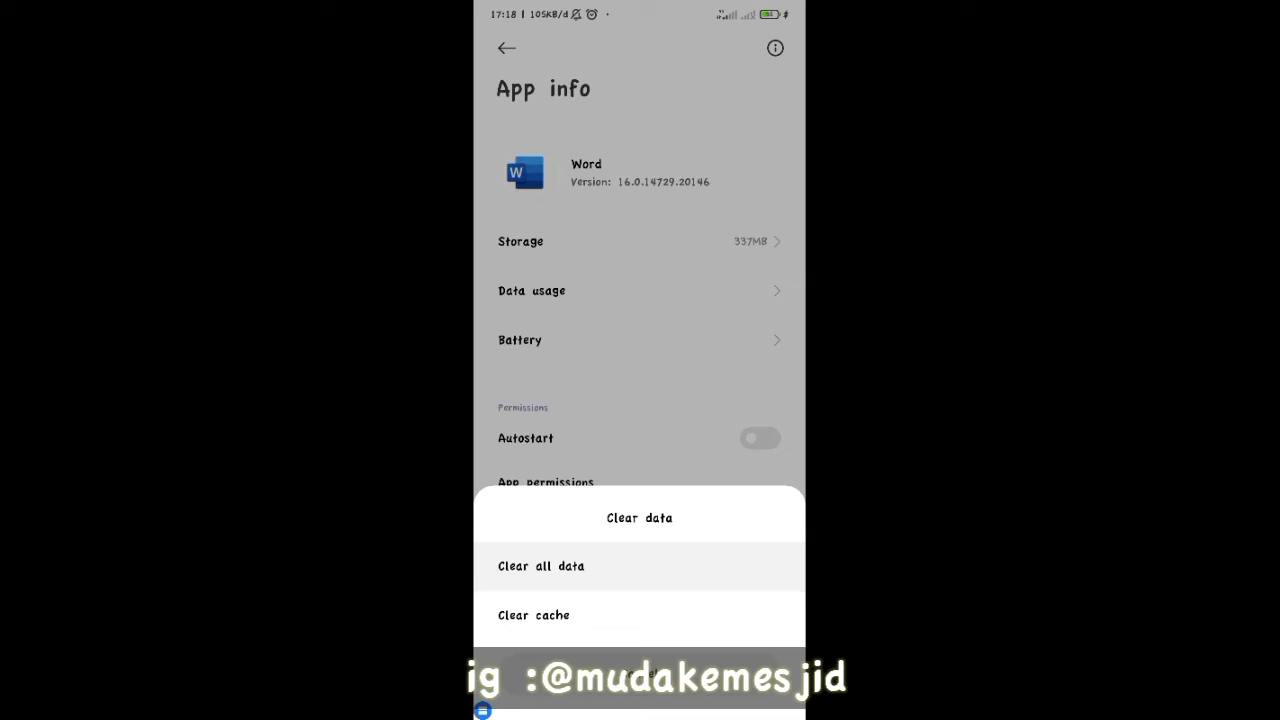 17:18 | 105KB/d
App info
W
Word
Version: 16.0.14729.20146
Storage 337MB
Data usage
Battery
Permissions
Autostart
App permissions
Clear data
Clear all data
Clear cache
ig :@mudakemesjid